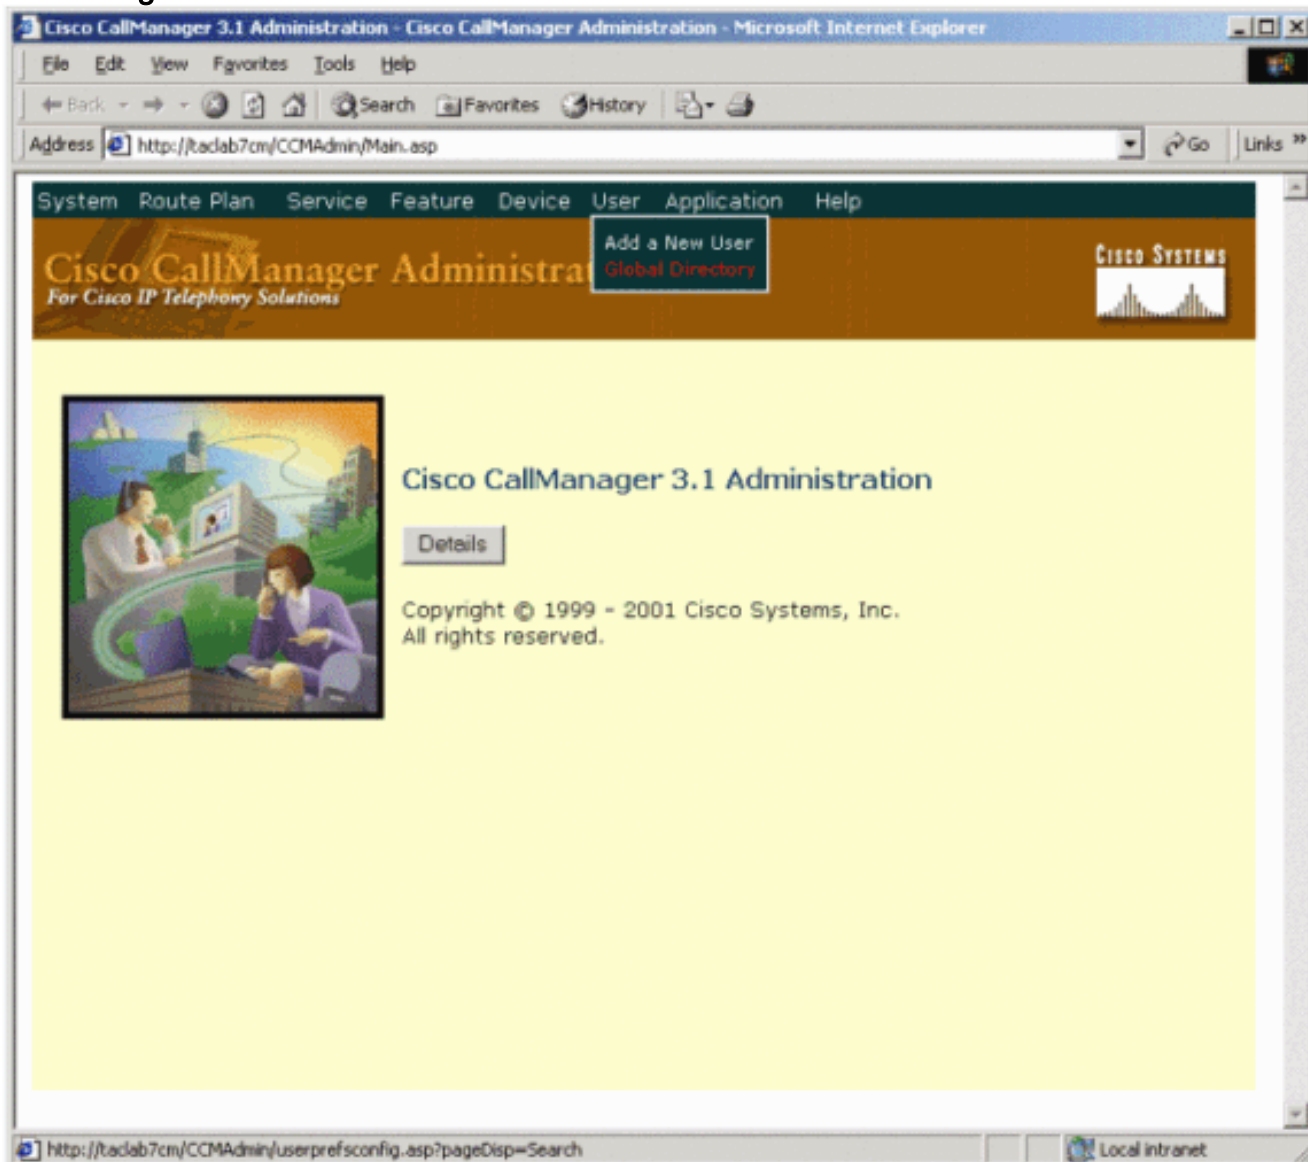 Cisco CallManager 3.1 Administration - Cisco CallManager Administration - Microsoft Internet Explorer
File Edit View Favorites Tools Help
Back Search Favorites History
Address http://taclab7cm/CCMAdmin/Main.asp Go Links »
System Route Plan Service Feature Device User Application Help
Add a New User
Global Directory
Cisco CallManager Administrat
For Cisco IP Telephony Solutions
CISCO SYSTEMS
Cisco CallManager 3.1 Administration
Details
Copyright © 1999 - 2001 Cisco Systems, Inc.
All rights reserved.
http://taclab7cm/CCMAdmin/userprefsconfig.asp?pageDisp=Search Local intranet